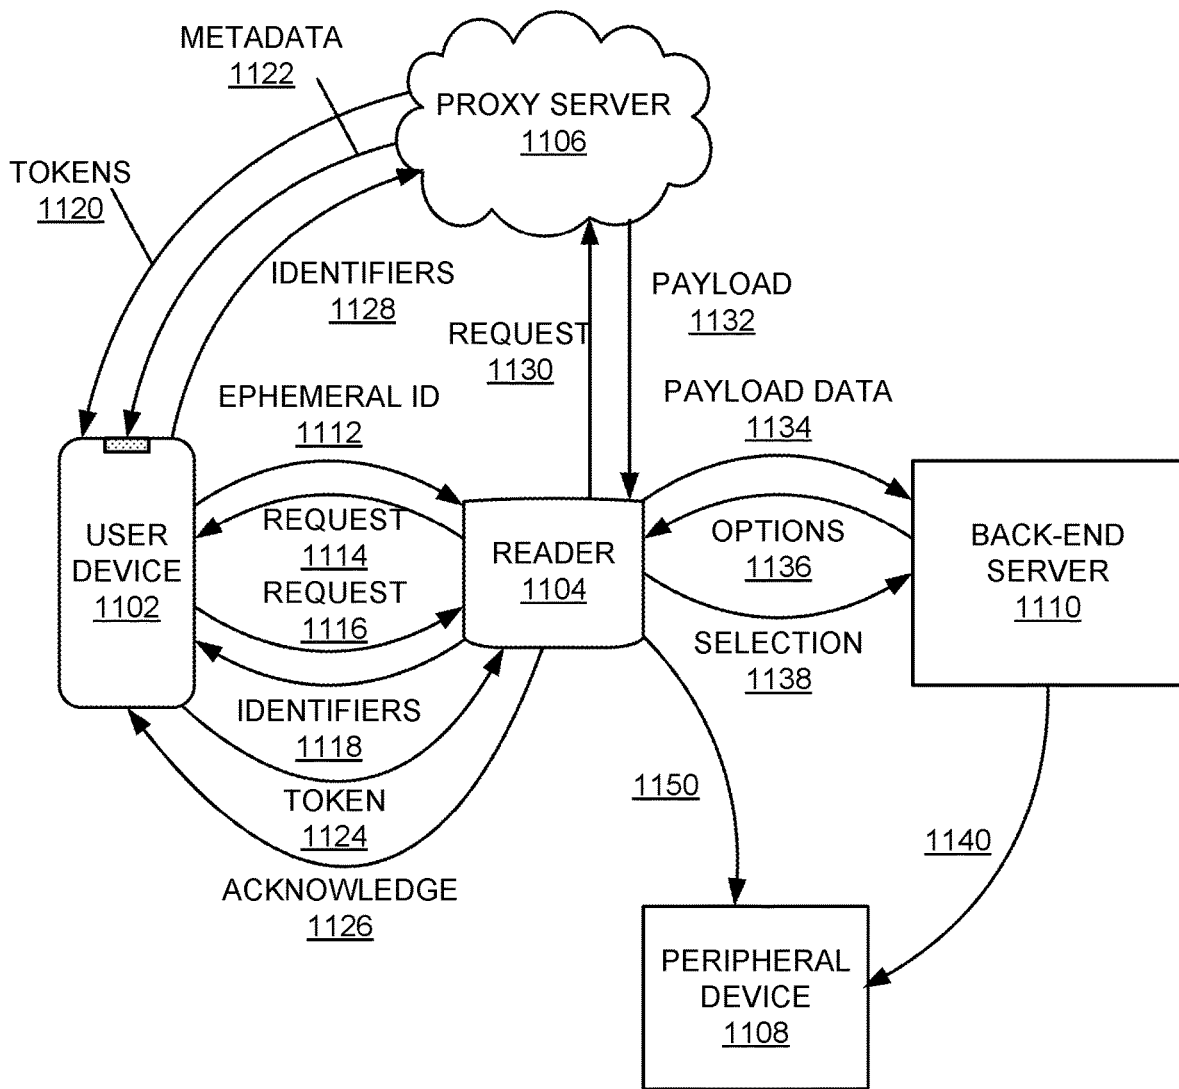 METADATA
1122
PROXY SERVER
1106
TOKENS
1120
IDENTIFIERS
1128
PAYLOAD
1132
REQUEST
1130
EPHEMERAL ID
1112
PAYLOAD DATA
1134
USER
DEVICE
1102
REQUEST
1114
REQUEST
1116
READER
1104
OPTIONS
1136
BACK-END
SERVER
1110
SELECTION
1138
IDENTIFIERS
1118
TOKEN
1124
ACKNOWLEDGE
1126
1150
1140
PERIPHERAL
DEVICE
1108